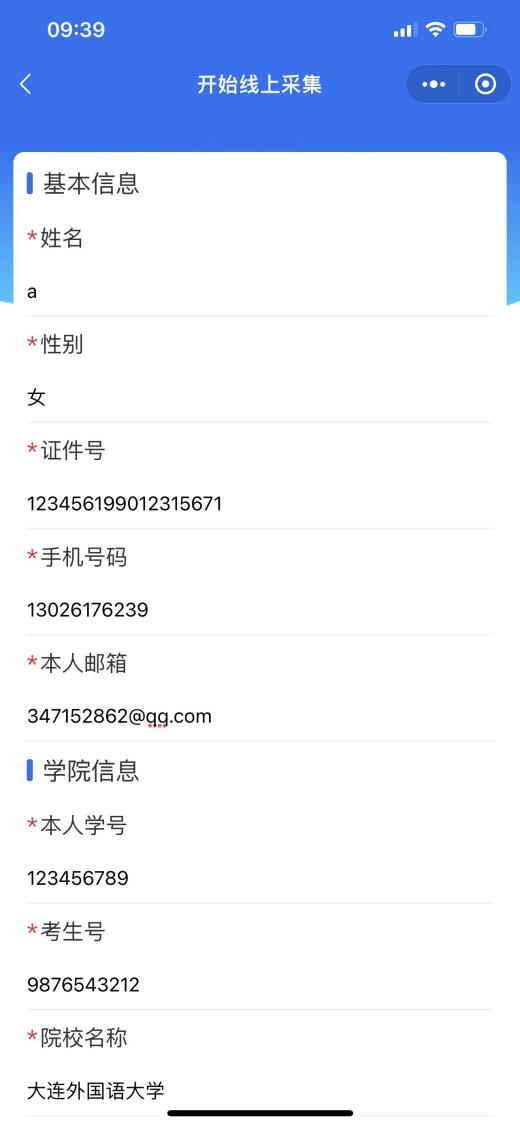 09:39
开始线上采集
基本信息
*姓名
a
*性别
女
*证件号
123456199012315671
*手机号码
13026176239
*本人邮箱
347152862@qq.com
学院信息
*本人学号
123456789
*考生号
9876543212
*院校名称
大连外国语大学